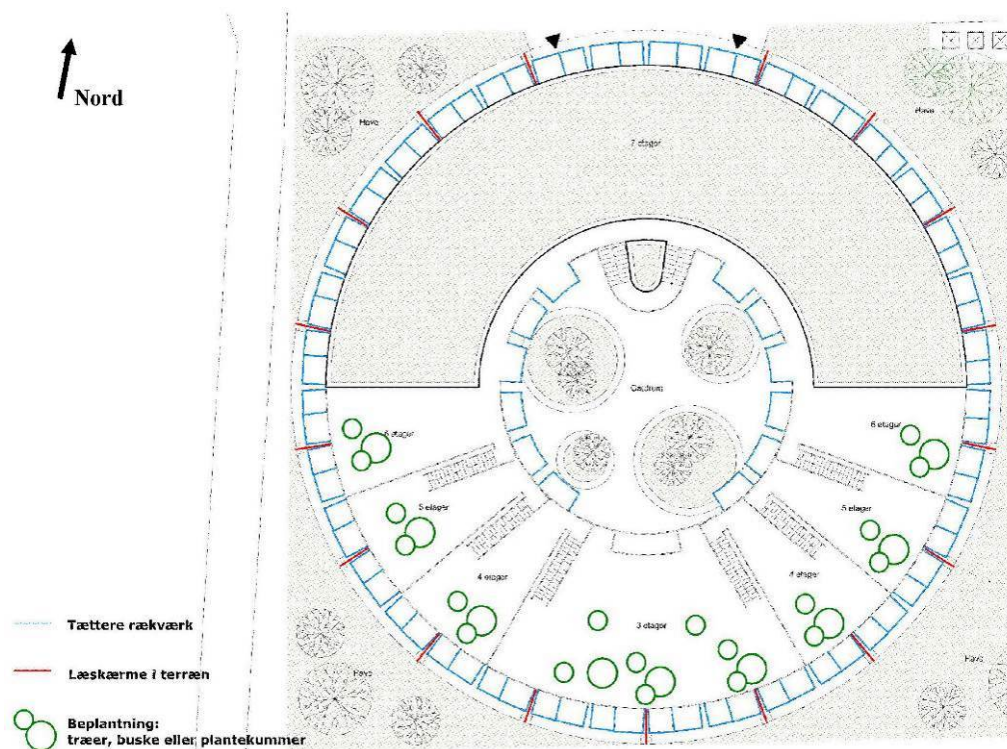 Nord
Have
Have
7 etager
Gårdrum
6 etager
6 etager
5 etager
5 etager
4 etager
4 etager
3 etager
Have
Have
Tættere rækværk
Læskærme i terræn
Beplantning:
træer, buske eller plantekummer